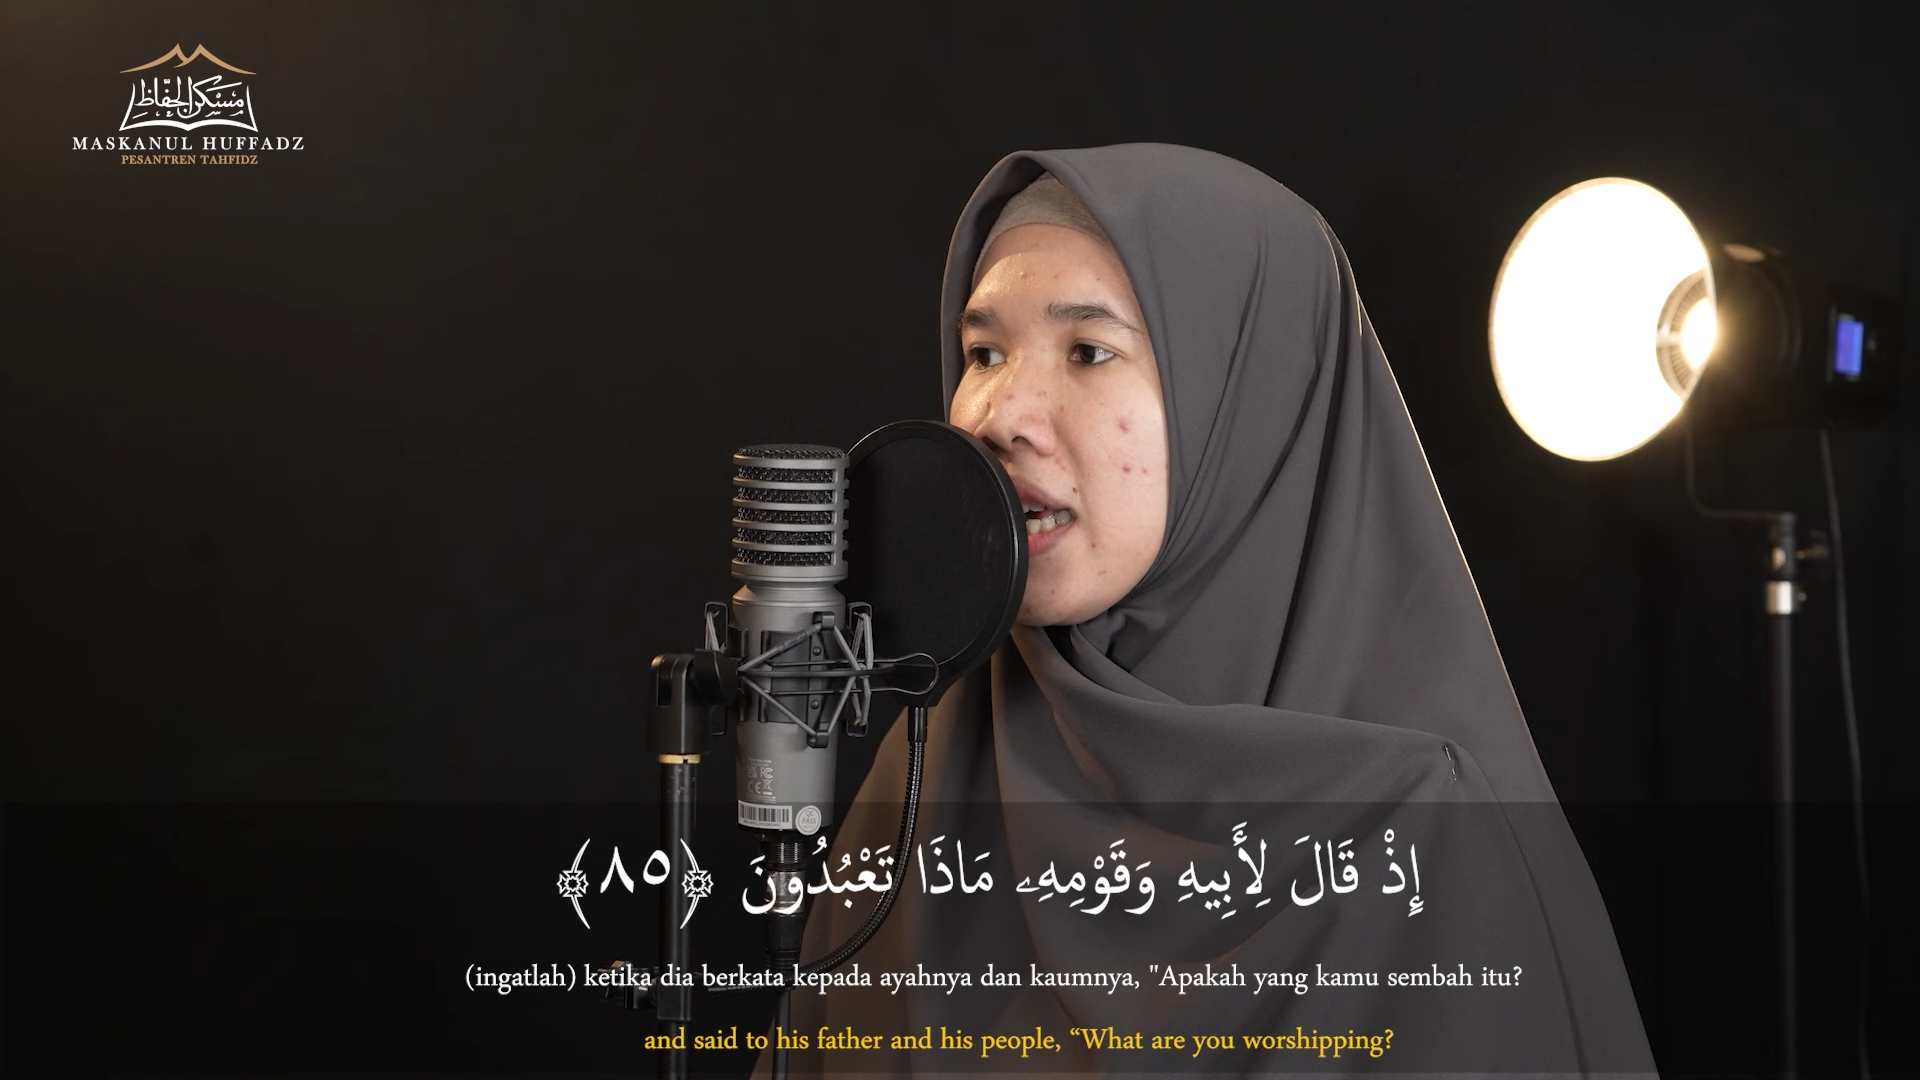 مسكن الحفاظ
MASKANUL HUFFADZ
PESANTREN TAHFIDZ
PASS
إِذْ قَالَ لِأَبِيهِ وَقَوْمِهِۦ مَاذَا تَعْبُدُونَ ﴿٨٥﴾
(ingatlah) ketika dia berkata kepada ayahnya dan kaumnya, "Apakah yang kamu sembah itu?
and said to his father and his people, “What are you worshipping?